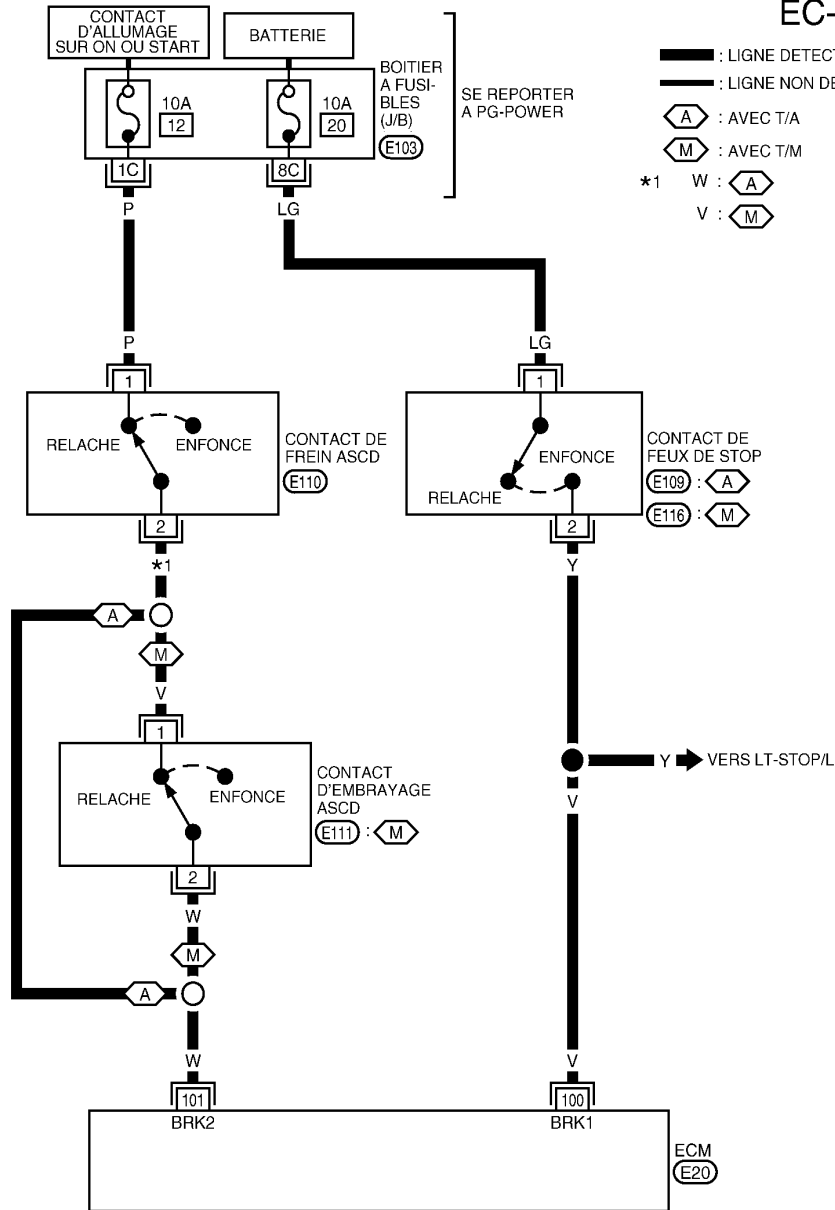 EC-
CONTACT
D'ALLUMAGE
SUR ON OU START
BATTERIE
10A
12
10A
20
BOITIER
A FUSI-
BLES
(J/B)
E103
SE REPORTER
A PG-POWER
: LIGNE DETECT
: LIGNE NON DE
A : AVEC T/A
M : AVEC T/M
*1 W : A
V : M
1C
8C
P
LG
P
LG
1
1
RELACHE
ENFONCE
CONTACT DE
FREIN ASCD
E110
ENFONCE
RELACHE
CONTACT DE
FEUX DE STOP
E109 : A
E116 : M
2
2
*1
Y
A
M
V
1
RELACHE
ENFONCE
CONTACT
D'EMBRAYAGE
ASCD
E111 : M
Y
VERS LT-STOP/L
V
2
W
M
A
W
V
101
100
BRK2
BRK1
ECM
E20